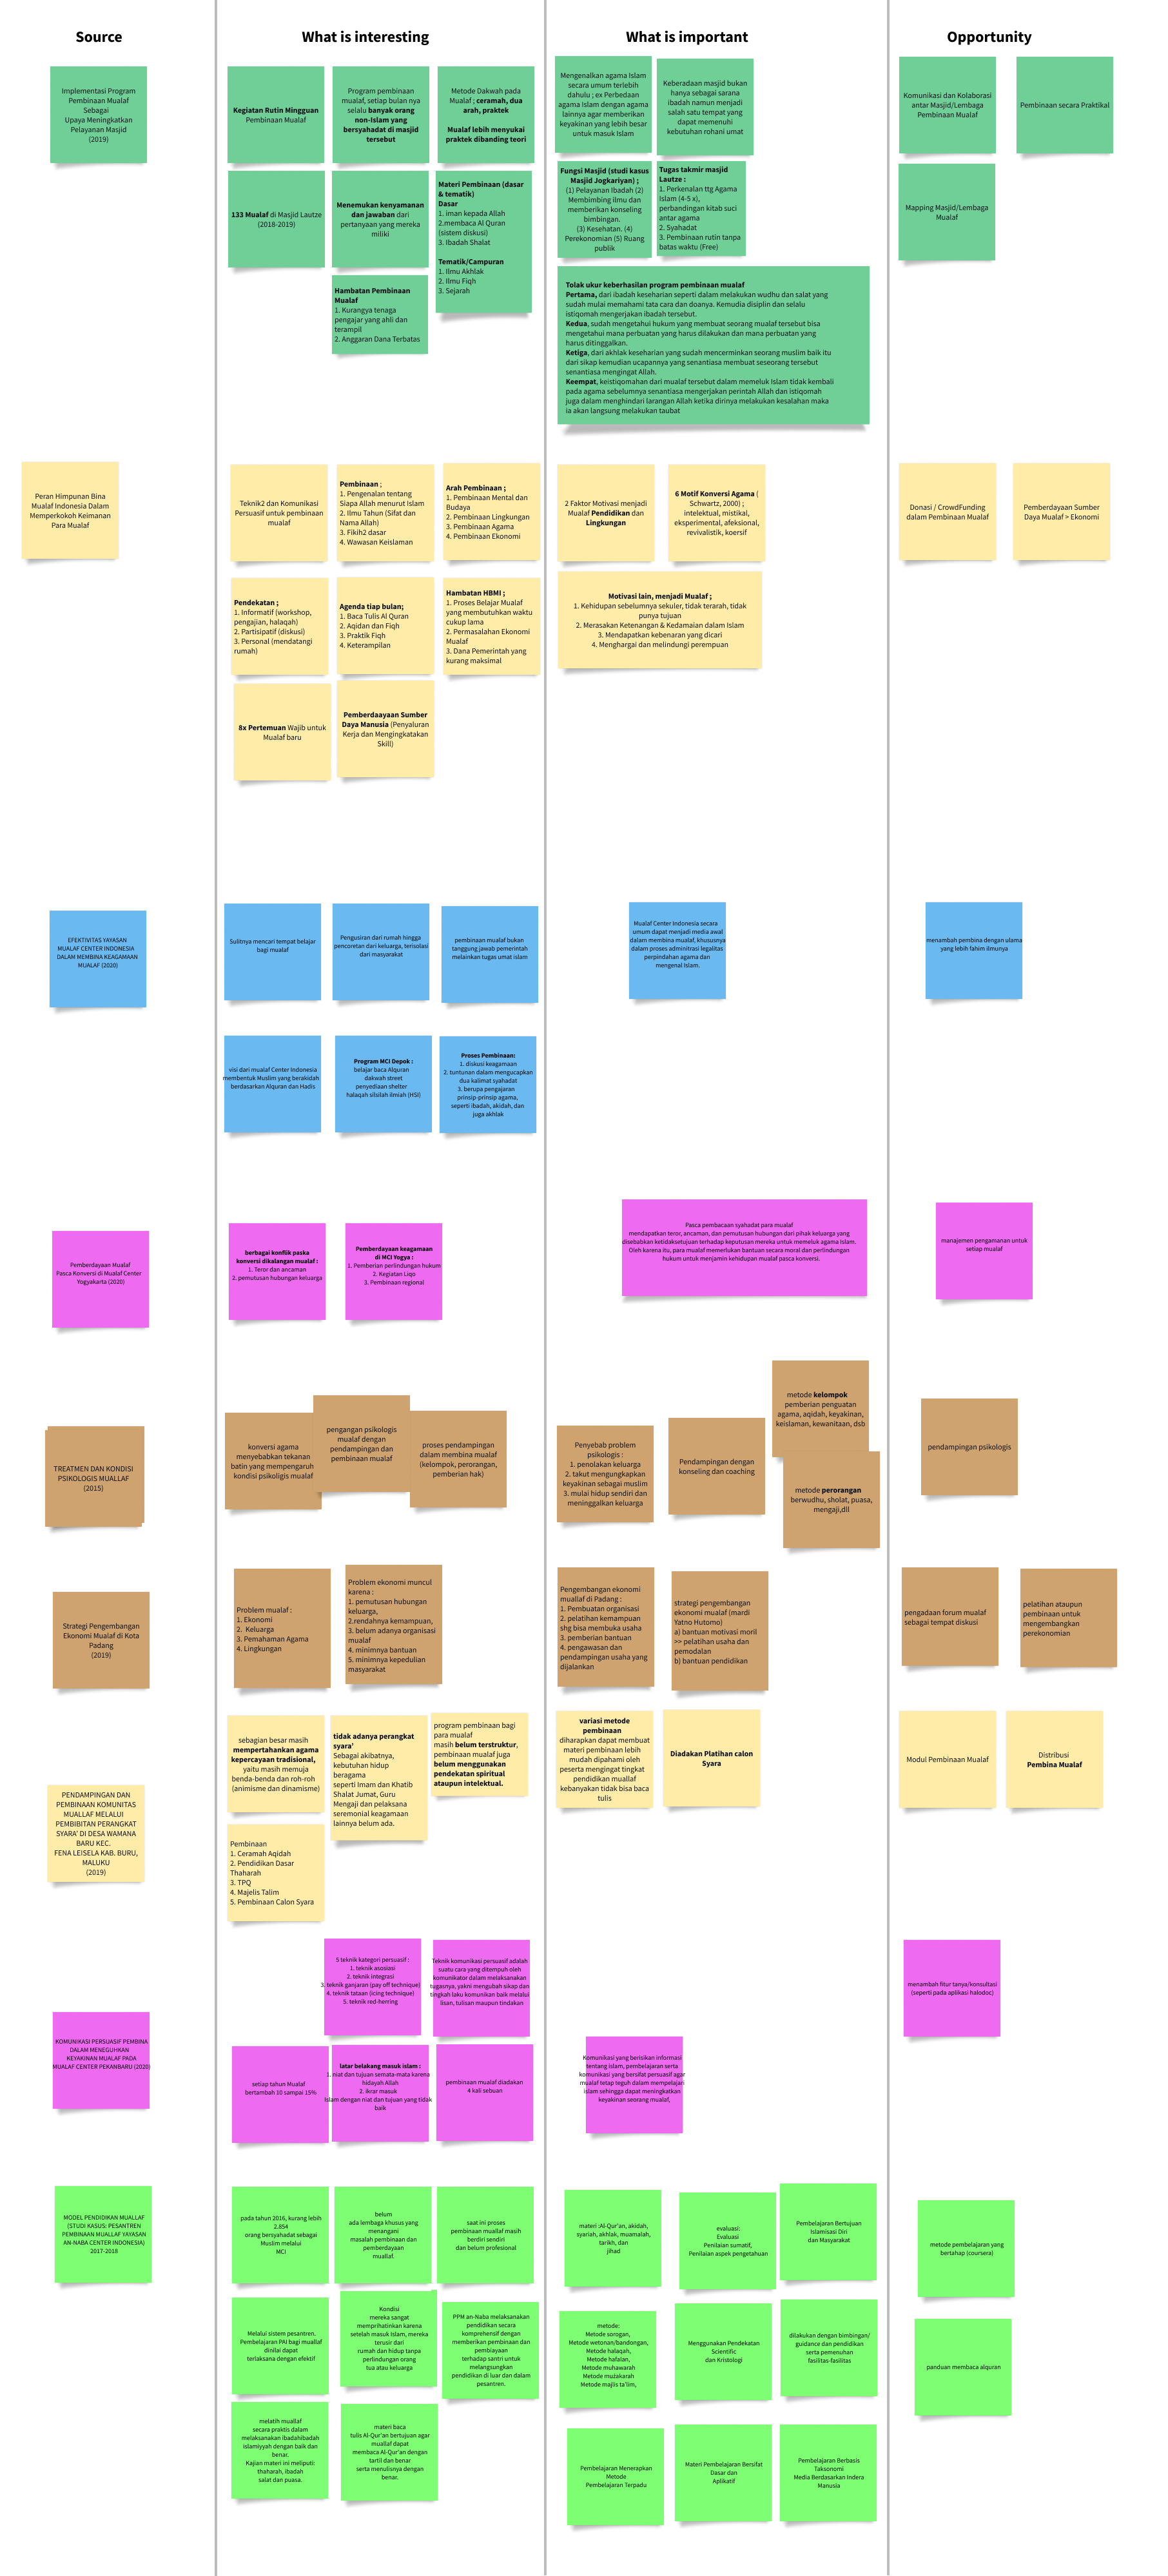 Source
What is interesting
What is important
Opportunity
Implementasi Program
Pembinaan Mualaf
Sebagai
Upaya Meningkatkan
Pelayanan Masjid
(2019)
Kegiatan Rutin Mingguan
Pembinaan Mualaf
Program pembinaan
mualaf, setiap bulan nya
selalu banyak orang
non-Islam yang
bersyahadat di masjid
tersebut
Metode Dakwah pada
Mualaf ; ceramah, dua
arah, praktek
Mualaf lebih menyukai
praktek dibanding teori
133 Mualaf di Masjid Lautze
(2018-2019)
Menemukan kenyamanan
dan jawaban dari
pertanyaan yang mereka
miliki
Materi Pembinaan (dasar
& tematik)
Dasar
1. iman kepada Allah
2.membaca Al Quran
(sistem diskusi)
3. Ibadah Shalat
Tematik/Campuran
1. Ilmu Akhlak
2. Ilmu Fiqh
3. Sejarah
Hambatan Pembinaan
Mualaf
1. Kurangya tenaga
pengajar yang ahli dan
terampil
2. Anggaran Dana Terbatas
Mengenalkan agama Islam
secara umum terlebih
dahulu ; ex Perbedaan
agama Islam dengan agama
lainnya agar memberikan
keyakinan yang lebih besar
untuk masuk Islam
Keberadaan masjid bukan
hanya sebagai sarana
ibadah namun menjadi
salah satu tempat yang
dapat memenuhi
kebutuhan rohani umat
Fungsi Masjid (studi kasus
Masjid Jogkariyan) ;
(1) Pelayanan Ibadah (2)
Membimbing ilmu dan
memberikan konseling
bimbingan.
(3) Kesehatan. (4)
Perekonomian (5) Ruang
publik
Tugas takmir masjid
Lautze :
1. Perkenalan ttg Agama
islam (4-5 x),
perbandingan kitab suci
antar agama
2. Syahadat
3. Pembinaan rutin tanpa
batas waktu (Free)
Tolak ukur keberhasilan program pembinaan mualaf
Pertama, dari ibadah keseharian seperti dalam melakukan wudhu dan salat yang
sudah mulai memahami tata cara dan doanya. Kemudia disiplin dan selalu
istiqomah mengerjakan ibadah tersebut.
Kedua, sudah mengetahui hukum yang membuat seorang mualaf tersebut bisa
mengetahui mana perbuatan yang harus dilakukan dan mana perbuatan yang
harus ditinggalkan.
Ketiga, dari akhlak keseharian yang sudah mencerminkan seorang muslim baik itu
dari sikap kemudian ucapannya yang senantiasa membuat seseorang tersebut
senantiasa mengingat Allah.
Keempat, keistiqomahan dari mualaf tersebut dalam memeluk Islam tidak kembali
pada agama sebelumnya senantiasa mengerjakan perintah Allah dan istiqomah
juga dalam menghindari larangan Allah ketika dirinya melakukan kesalahan maka
ia akan langsung melakukan taubat
Komunikasi dan Kolaborasi
antar Masjid/Lembaga
Pembinaan Mualaf
Pembinaan secara Praktikal
Mapping Masjid/Lembaga
Mualaf
Peran Himpunan Bina
Mualaf Indonesia Dalam
Memperkokoh Keimanan
Para Mualaf
Teknik2 dan Komunikasi
Persuasif untuk pembinaan
mualaf
Pembinaan ;
1. Pengenalan tentang
Siapa Allah menurut Islam
2. Ilmu Tahun (Sifat dan
Nama Allah)
3. Fikih2 dasar
4. Wawasan Keislaman
Arah Pembinaan ;
1. Pembinaan Mental dan
Budaya
2. Pembinaan Lingkungan
3. Pembinaan Agama
4. Pembinaan Ekonomi
Pendekatan ;
1. Informatif (workshop,
pengajian, halaqah)
2. Partisipatif (diskusi)
3. Personal (mendatangi
rumah)
Agenda tiap bulan;
1. Baca Tulis Al Quran
2. Aqidan dan Fiqh
3. Praktik Fiqh
4. Keterampilan
Hambatan HBMI ;
1. Proses Belajar Mualaf
yang membutuhkan waktu
cukup lama
2. Permasalahan Ekonomi
Mualaf
3. Dana Pemerintah yang
kurang maksimal
8x Pertemuan Wajib untuk
Mualaf baru
Pemberdaayaan Sumber
Daya Manusia (Penyaluran
Kerja dan Mengingkatakan
Skill)
2 Faktor Motivasi menjadi
Mualaf Pendidikan dan
Lingkungan
6 Motif Konversi Agama (
Schwartz, 2000) ;
intelektual, mistikal,
eksperimental, afeksional,
revivalistik, koersif
Motivasi lain, menjadi Mualaf ;
1. Kehidupan sebelumnya sekuler, tidak terarah, tidak
punya tujuan
2. Merasakan Ketenangan & Kedamaian dalam Islam
3. Mendapatkan kebenaran yang dicari
4. Menghargai dan melindungi perempuan
Donasi / CrowdFunding
dalam Pembinaan Mualaf
Pemberdayaan Sumber
Daya Mualaf > Ekonomi
EFEKTIVITAS YAYASAN
MUALAF CENTER INDONESIA
DALAM MEMBINA KEAGAMAAN
MUALAF (2020)
Sulitnya mencari tempat belajar
bagi mualaf
Pengusiran dari rumah hingga
pencoretan dari keluarga, terisolasi
dari masyarakat
pembinaan mualaf bukan
tanggung jawab pemerintah
melainkan tugas umat islam
visi dari mualaf Center Indonesia
membentuk Muslim yang berakidah
berdasarkan Alquran dan Hadis
Program MCI Depok :
belajar baca Alquran
dakwah street
penyediaan shelter
halaqah silsilah ilmiah (HSI)
Proses Pembinaan:
1. diskusi keagamaan
2. tuntunan dalam mengucapkan
dua kalimat syahadat
3. berupa pengajaran
prinsip-prinsip agama,
seperti ibadah, akidah, dan
juga akhlak
Mualaf Center Indonesia secara
umum dapat menjadi media awal
dalam membina mualaf, khususnya
dalam proses administrasi legalitas
perpindahan agama dan
mengenal Islam.
menambah pembina dengan ulama
yang lebih fahim ilmunya
Pemberdayaan Mualaf
Pasca Konversi di Mualaf Center
Yogyakarta (2020)
berbagai konflik paska
konversi dikalangan mualaf :
1. Teror dan ancaman
2. pemutusan hubungan keluarga
Pemberdayaan keagamaan
di MCI Yogya :
1. Pemberian perlindungan hukum
2. Kegiatan Liqo
3. Pembinaan regional
Pasca pembacaan syahadat para mualaf
mendapatkan teror, ancaman, dan pemutusan hubungan dari pihak keluarga yang
disebabkan ketidaksetujuan terhadap keputusan mereka untuk memeluk agama Islam.
Oleh karena itu, para mualaf memerlukan bantuan secara moral dan perlindungan
hukum untuk menjamin kehidupan mualaf pasca konversi.
manajemen pengamanan untuk
setiap mualaf
TREATMEN DAN KONDISI
PSIKOLOGIS MUALLAF
(2015)
konversi agama
menyebabkan tekanan
batin yang mempengaruh
kondisi psikoligis mualaf
pengangan psikologis
mualaf dengan
pendampingan dan
pembinaan mualaf
proses pendampingan
dalam membina mualaf
(kelompok, perorangan,
pemberian hak)
Penyebab problem
psikologis :
1. penolakan keluarga
2. takut mengungkapkan
keyakinan sebagai muslim
3. mulai hidup sendiri dan
meninggalkan keluarga
Pendampingan dengan
konseling dan coaching
metode kelompok
pemberian penguatan
agama, aqidah, keyakinan,
keislaman, kewanitaan, dsb
metode perorangan
berwudhu, sholat, puasa,
mengaji,dll
pendampingan psikologis
Strategi Pengembangan
Ekonomi Mualaf di Kota
Padang
(2019)
Problem mualaf :
1. Ekonomi
2. Keluarga
3. Pemahaman Agama
4. Lingkungan
Problem ekonomi muncul
karena :
1. pemutusan hubungan
keluarga,
2.rendahnya kemampuan,
3. belum adanya organisasi
mualaf
4. minimnya bantuan
5. minimnya kepedulian
masyarakat
Pengembangan ekonomi
muallaf di Padang :
1. Pembuatan organisasi
2. pelatihan kemampuan
shg bisa membuka usaha
3. pemberian bantuan
4. pengawasan dan
pendampingan usaha yang
dijalankan
strategi pengembangan
ekonomi mualaf (mardi
Yatno Hutomo)
a) bantuan motivasi moril
>> pelatihan usaha dan
pemodalan
b) bantuan pendidikan
pengadaan forum mualaf
sebagai tempat diskusi
pelatihan ataupun
pembinaan untuk
mengembangkan
perekonomian
PENDAMPINGAN DAN
PEMBINAAN KOMUNITAS
MUALLAF MELALUI
PEMBIBITAN PERANGKAT
SYARA' DI DESA WAMANA
BARU KEC.
FENA LEISELA KAB. BURU,
MALUKU
(2019)
sebagian besar masih
mempertahankan agama
kepercayaan tradisional,
yaitu masih memuja
benda-benda dan roh-roh
(animisme dan dinamisme)
tidak adanya perangkat
syara'
Sebagai akibatnya,
kebutuhan hidup
beragama
seperti Imam dan Khatib
Shalat Jumat, Guru
Mengaji dan pelaksana
seremonial keagamaan
lainnya belum ada.
program pembinaan bagi
para mualaf
masih belum terstruktur,
pembinaan mualaf juga
belum menggunakan
pendekatan spiritual
ataupun intelektual.
Pembinaan
1. Ceramah Aqidah
2. Pendidikan Dasar
Thaharah
3. TPQ
4. Majelis Talim
5. Pembinaan Calon Syara
variasi metode
pembinaan
diharapkan dapat membuat
materi pembinaan lebih
mudah dipahami oleh
peserta mengingat tingkat
pendidikan muallaf
kebanyakan tidak bisa baca
tulis
Diadakan Platihan calon
Syara
Modul Pembinaan Mualaf
Distribusi
Pembina Mualaf
KOMUNIKASI PERSUASIF PEMBINA
DALAM MENEGUHKAN
KEYAKINAN MUALAF PADA
MUALAF CENTER PEKANBARU (2020)
5 teknik kategori persuasif :
1. teknik asosiasi
2. teknik integrasi
3. teknik ganjaran (pay off technique)
4. teknik tataan (icing technique)
5. teknik red-herring
Teknik komunikasi persuasif adalah
suatu cara yang ditempuh oleh
komunikator dalam melaksanakan
tugasnya, yakni mengubah sikap dan
tingkah laku komunikan baik melalui
lisan, tulisan maupun tindakan
setiap tahun Mualaf
bertambah 10 sampai 15%
latar belakang masuk islam :
1. niat dan tujuan semata-mata karena
hidayah Allah
2. ikrar masuk
Islam dengan niat dan tujuan yang tidak
baik
pembinaan mualaf diadakan
4 kali sebuan
Komunikasi yang berisikan informasi
tentang islam, pembelajaran serta
komunikasi yang bersifat persuasif agar
mualaf tetap teguh dalam mempelajari
islam sehingga dapat meningkatkan
keyakinan seorang mualaf,
menambah fitur tanya/konsultasi
(seperti pada aplikasi halodoc)
MODEL PENDIDIKAN MUALLAF
(STUDI KASUS: PESANTREN
PEMBINAAN MUALLAF YAYASAN
AN-NABA CENTER INDONESIA)
2017-2018
pada tahun 2016, kurang lebih
2.854
orang bersyahadat sebagai
Muslim melalui
MCI
belum
ada lembaga khusus yang
menangani
masalah pembinaan dan
pemberdayaan
muallaf.
saat ini proses
pembinaan muallaf masih
berdiri sendiri
dan belum profesional
Melalui sistem pesantren.
Pembelajaran PAI bagi muallaf
dinilai dapat
terlaksana dengan efektif
Kondisi
mereka sangat
memprihatinkan karena
setelah masuk Islam, mereka
terusir dari
rumah dan hidup tanpa
perlindungan orang
tua atau keluarga
PPM an-Naba melaksanakan
pendidikan secara
komprehensif dengan
memberikan pembinaan dan
pembiayaan
terhadap santri untuk
melangsungkan
pendidikan di luar dan dalam
pesantren.
melatih muallaf
secara praktis dalam
melaksanakan ibadahibadah
islamiyyah dengan baik dan
benar.
Kajian materi ini meliputi:
thaharah, ibadah
salat dan puasa.
materi baca
tulis Al-Qur'an bertujuan agar
muallaf dapat
membaca Al-Qur'an dengan
tartil dan benar
serta menulisnya dengan
benar.
materi :Al-Qur'an, akidah,
syariah, akhlak, muamalah,
tarikh, dan
jihad
evaluasi:
Evaluasi
Penilaian sumatif,
Penilaian aspek pengetahuan
Pembelajaran Bertujuan
Islamisasi Diri
dan Masyarakat
metode:
Metode sorogan,
Metode wetonan/bandongan,
Metode halaqah,
Metode hafalan,
Metode muhawarah
Metode mużakarah
Metode majlis ta'lim,
Menggunakan Pendekatan
Scientific
dan Kristologi
dilakukan dengan bimbingan/
guidance dan pendidikan
serta pemenuhan
fasilitas-fasilitas
Pembelajaran Menerapkan
Metode
Pembelajaran Terpadu
Materi Pembelajaran Bersifat
Dasar dan
Aplikatif
Pembelajaran Berbasis
Taksonomi
Media Berdasarkan Indera
Manusia
metode pembelajaran yang
bertahap (coursera)
panduan membaca alquran